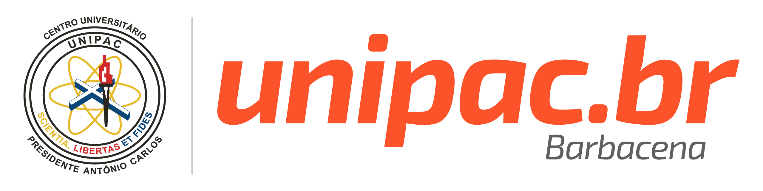 CENTRO UNIVERSITÁRIO
UNIPAC
SCIENTIA, LIBERTAS ET FIDES
PRESIDENTE ANTÔNIO CARLOS
unipac.br
Barbacena